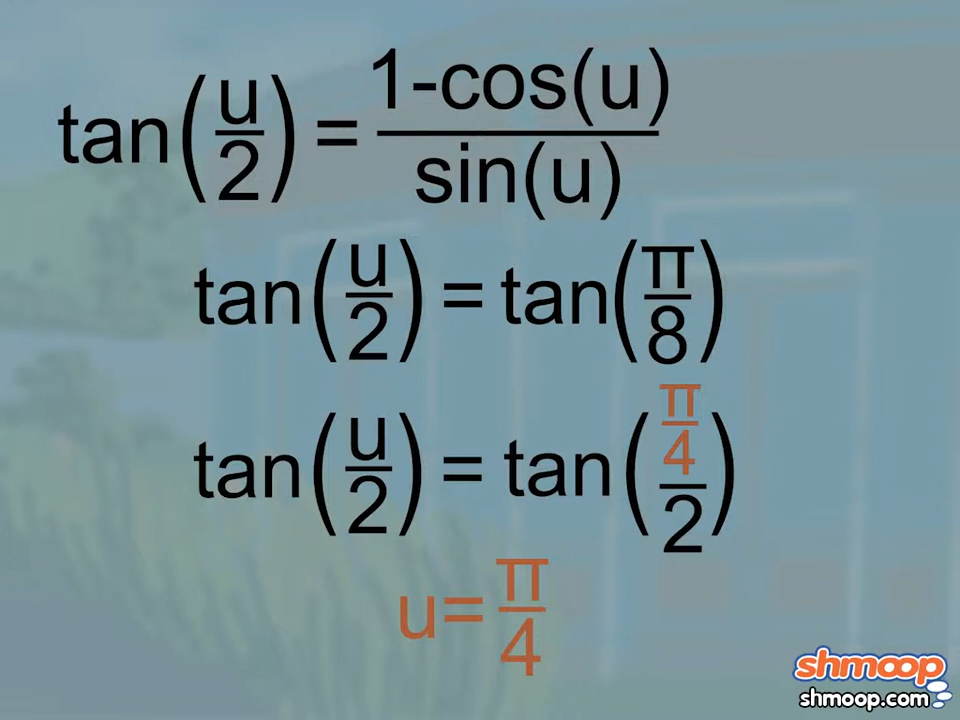 tan(u/2) = 1-cos(u)/sin(u)
tan(u/2) = tan(π/8)
tan(u/2) = tan(π/4/2)
u=π/4
shmoop
shmoop.com